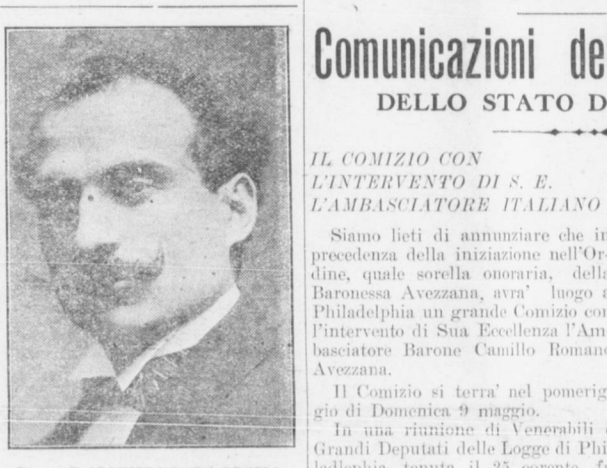 Comunicazioni de
DELLO STATO D
IL COMIZIO CON
L'INTERVENTO DI S. E.
L'AMBASCIATORE ITALIANO
Siamo lieti di annunziare che in
precedenza della iniziazione nell'Or-
dine, quale sorella onoraria, della
Baronessa Avezzana, avra' luogo a
Philadelphia un grande Comizio con
l'intervento di Sua Eccellenza l'Am-
basciatore Barone Camillo Romano
Avezzana.
Il Comizio si terra' nel pomerig-
gio di Domenica 9 maggio.
In una riunione di Venerabili e
Grandi Deputati delle Logge di Phi-
ladlephia tenuta il 25